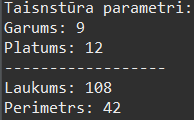 Taisnstūra parametri:
Garums: 9
Platums: 12
------------------
Laukums: 108
Perimetrs: 42